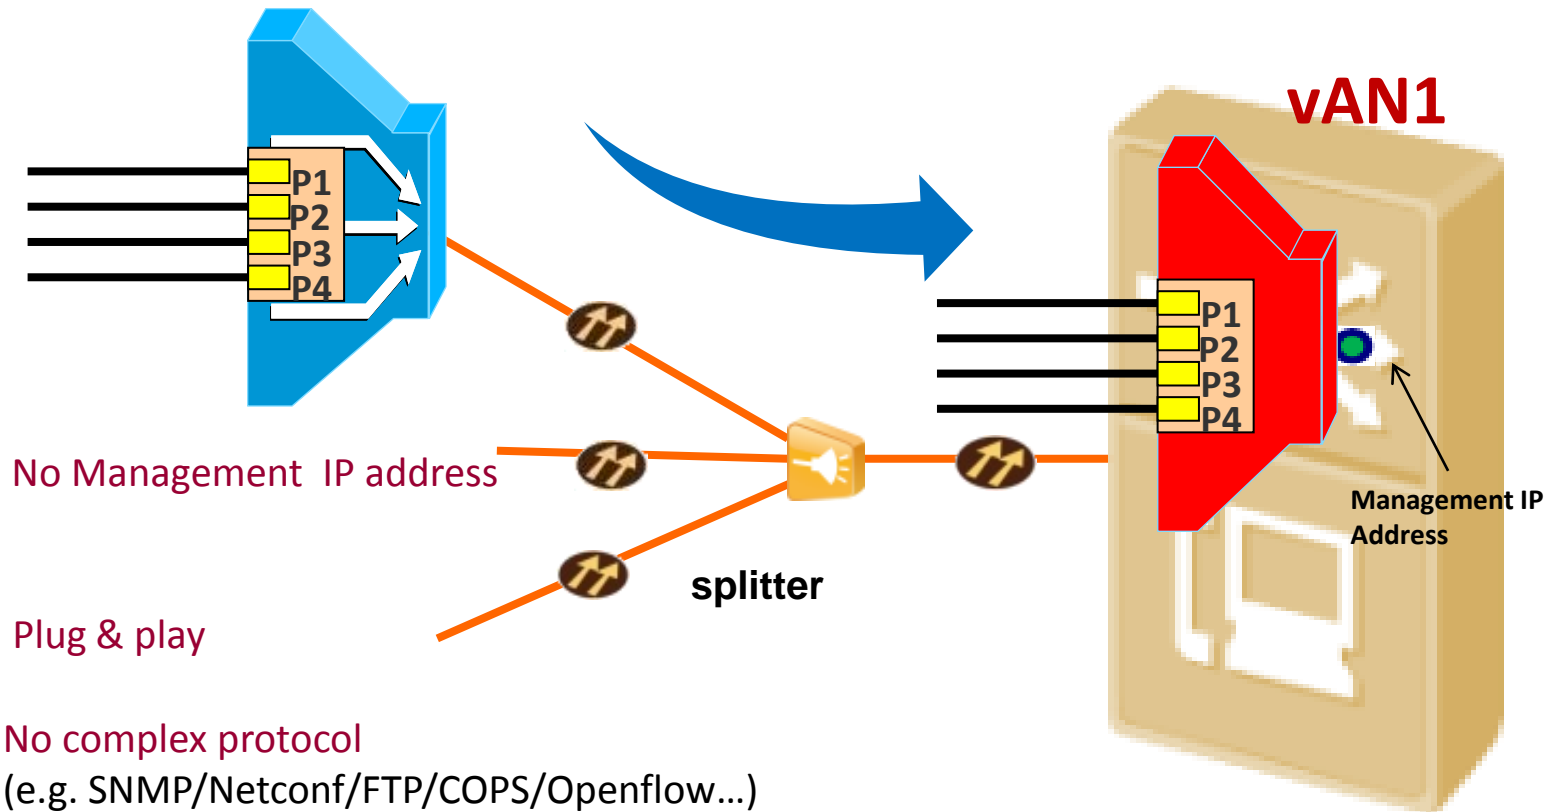 vAN1
P1
P2
P3
P4
P1
P2
P3
P4
No Management IP address
Management IP
Address
splitter
Plug & play
No complex protocol
(e.g. SNMP/Netconf/FTP/COPS/Openflow…)